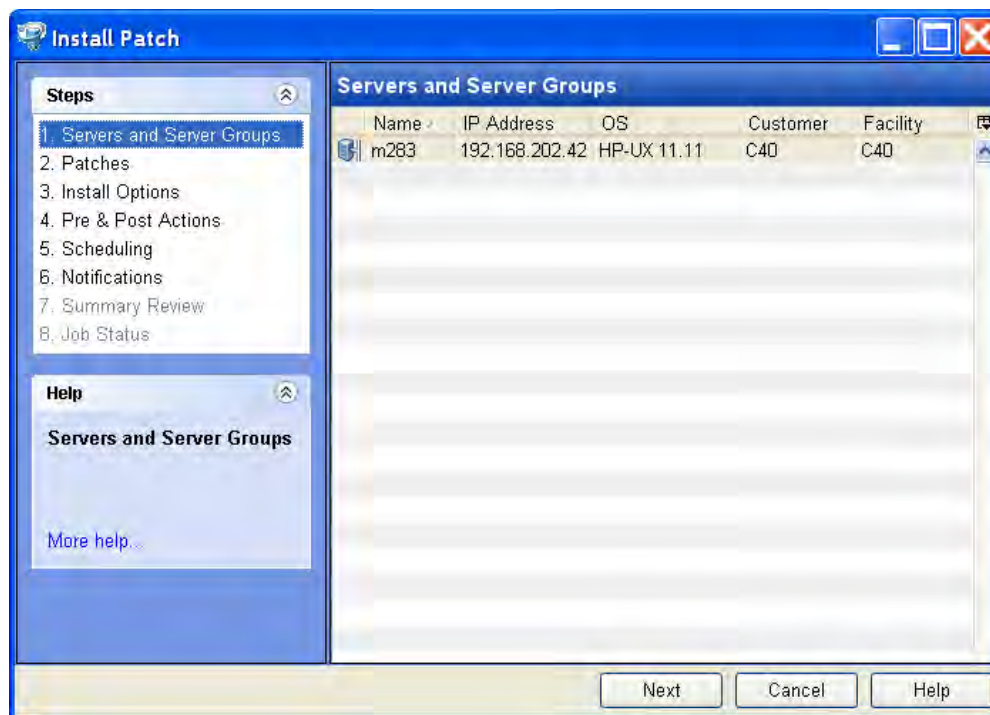 Install Patch
Steps
1. Servers and Server Groups
2. Patches
3. Install Options
4. Pre & Post Actions
5. Scheduling
6. Notifications
7. Summary Review
8. Job Status
Help
Servers and Server Groups
More help...
Servers and Server Groups
Name IP Address OS Customer Facility
m283 192.168.202.42 HP-UX 11.11 C40 C40
Next Cancel Help